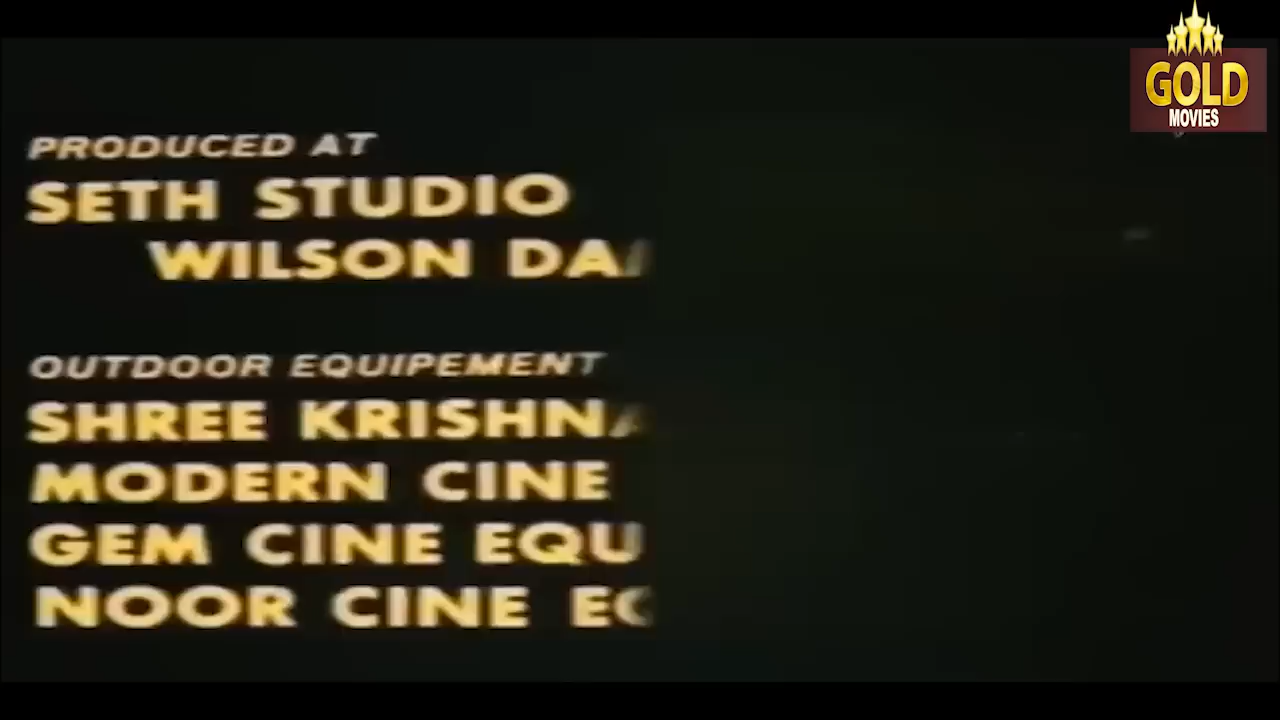 PRODUCED AT
SETH STUDIO
WILSON
OUTDOOR EQUIPEMENT
SHREE
MODERN CINE
GEM CINE
NOOR CINE
GOLD
MOVIES